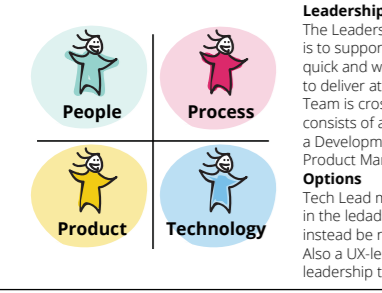 People
Process
Product
Technology
Leadership
The Leaders
is to suppor
quick and w
to deliver at
Team is cros
consists of a
a Developm
Product Mar
Options
Tech Lead m
in the ledad
instead be r
Also a UX-le
leadership t